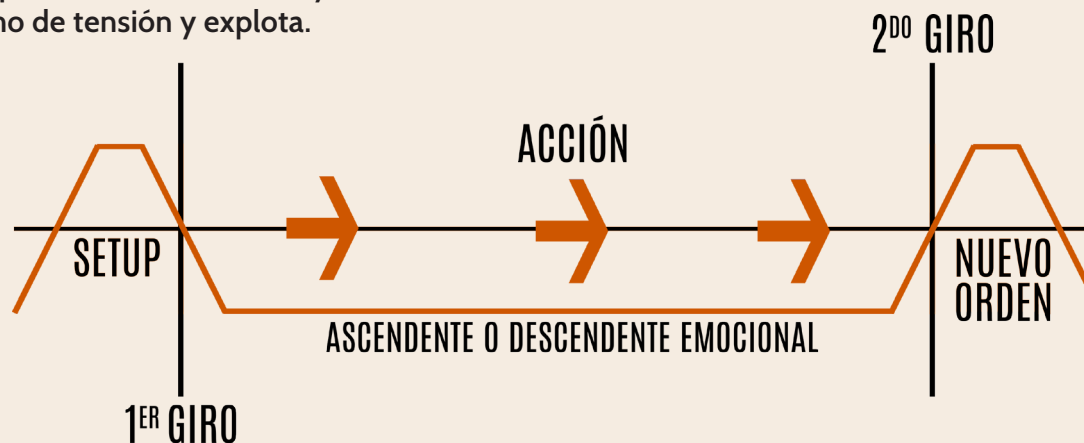 no de tensión y explota.
2DO GIRO
ACCIÓN
SETUP
NUEVO
ORDEN
ASCENDENTE O DESCENDENTE EMOCIONAL
1ER GIRO